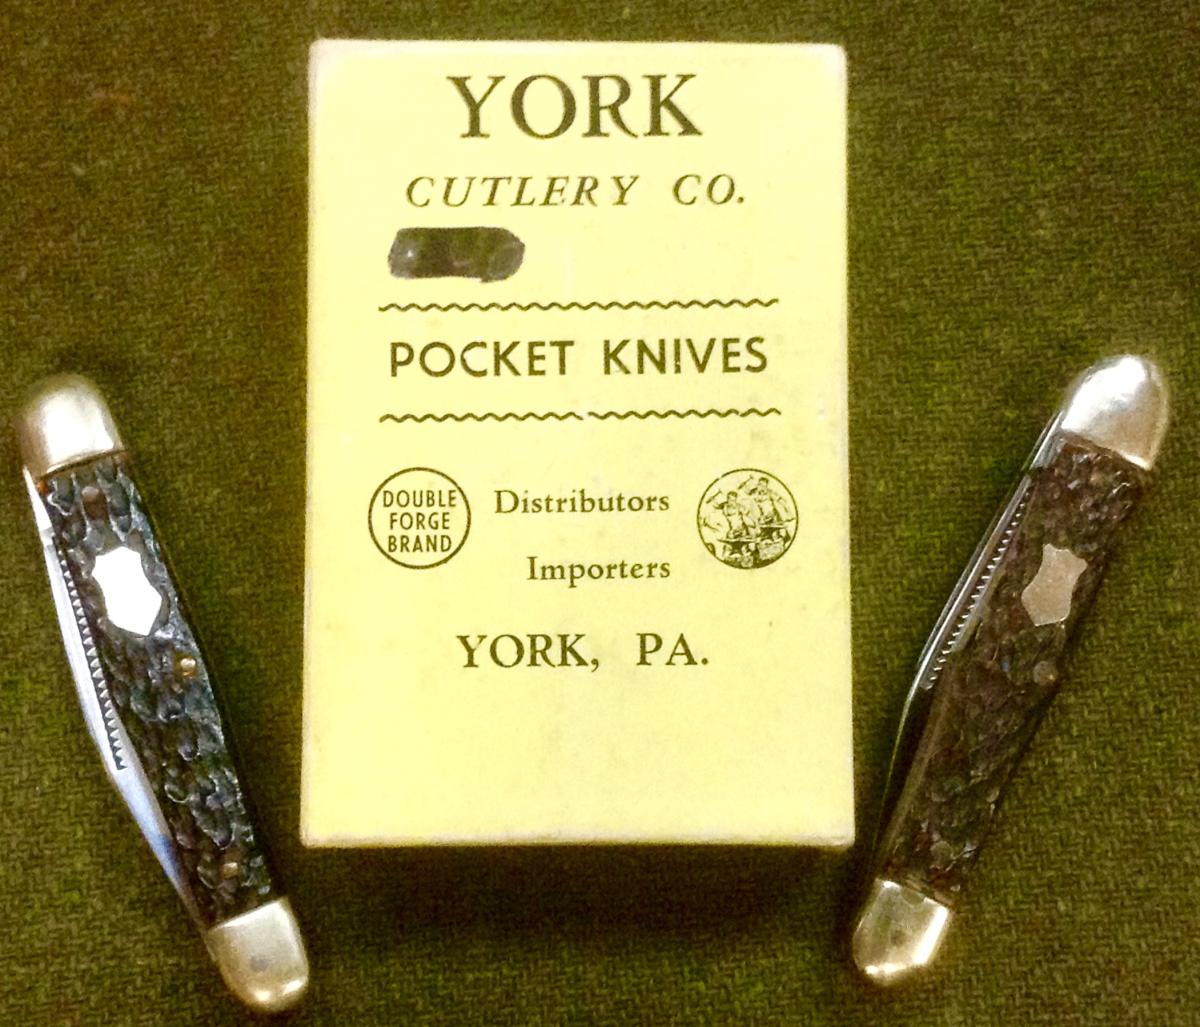 YORK
CUTLERY CO.
POCKET KNIVES
DOUBLE
FORGE
BRAND
Distributors
Importers
YORK, PA.